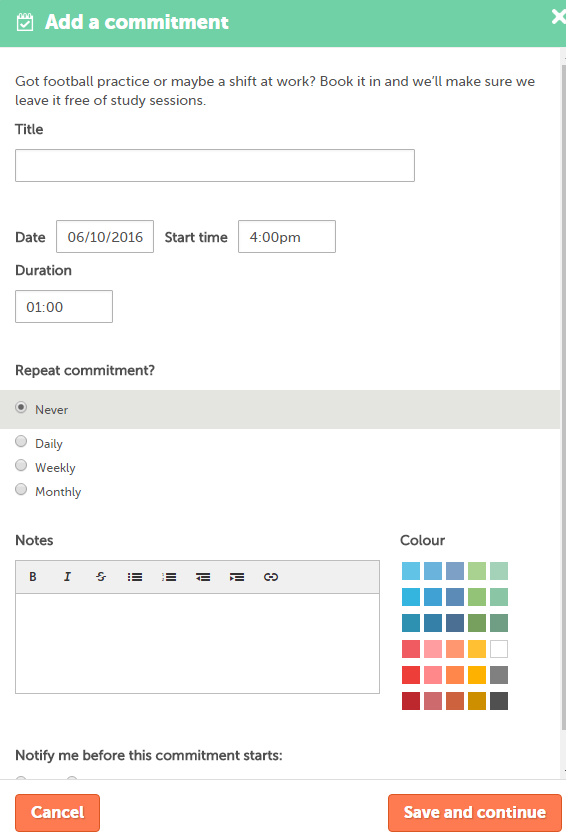 Add a commitment
Got football practice or maybe a shift at work? Book it in and we'll make sure we
leave it free of study sessions.
Title
Date 06/10/2016 Start time 4:00pm
Duration
01:00
Repeat commitment?
Never
Daily
Weekly
Monthly
Notes Colour
B I S
Notify me before this commitment starts:
Cancel Save and continue